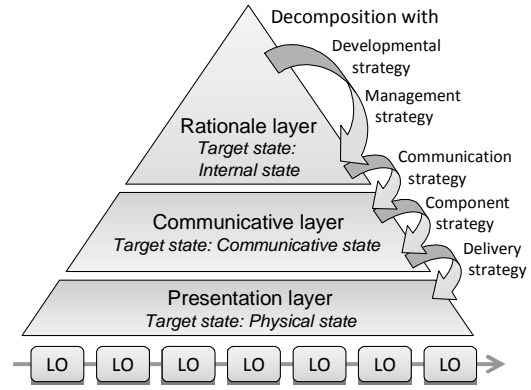 Decomposition with
Developmental
strategy
Management
strategy
Rationale layer
Target state:
Internal state
Communication
strategy
Component
strategy
Communicative layer
Target state: Communicative state
Delivery
strategy
Presentation layer
Target state: Physical state
LO LO LO LO LO LO LO